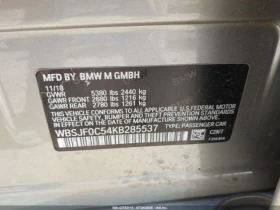 MFD BY: BMW M GMBH
11/18
GVWR 5380 lbs 2440 kg
GAWR FRONT 2680 lbs 1216 kg
GAWR REAR 2780 lbs 1261 kg
THIS VEHICLE CONFORMS TO ALL APPLICABLE
FEDERAL MOTOR VEHICLE SAFETY, BUMPER,
AND THEFT PREVENTION STANDARDS IN EFFECT
ON THE DATE OF MANUFACTURE SHOWN ABOVE
WBSJF0C54KB285537
TYPE: PASSENGER CAR